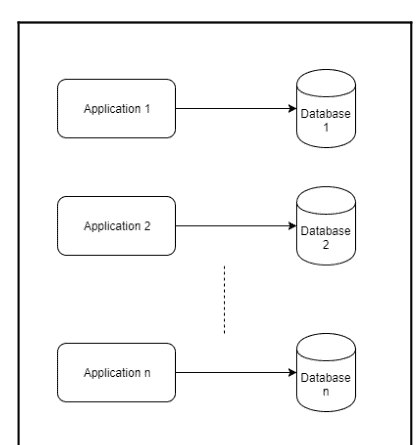 Application 1
Database
1
Application 2
Database
2
Application n
Database
n